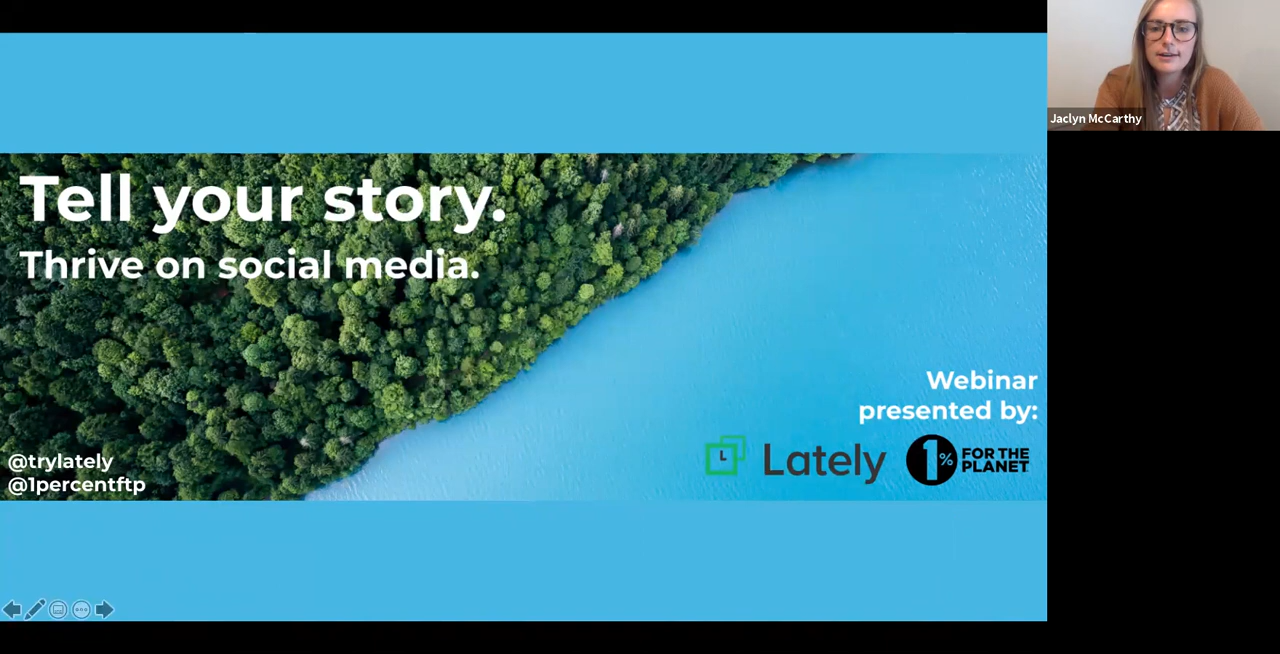 Tell your story.
Thrive on social media.
Jaclyn McCarthy
Webinar
presented by:
L
Lately
1%
FOR THE
PLANET
@trylately
@1percentftp